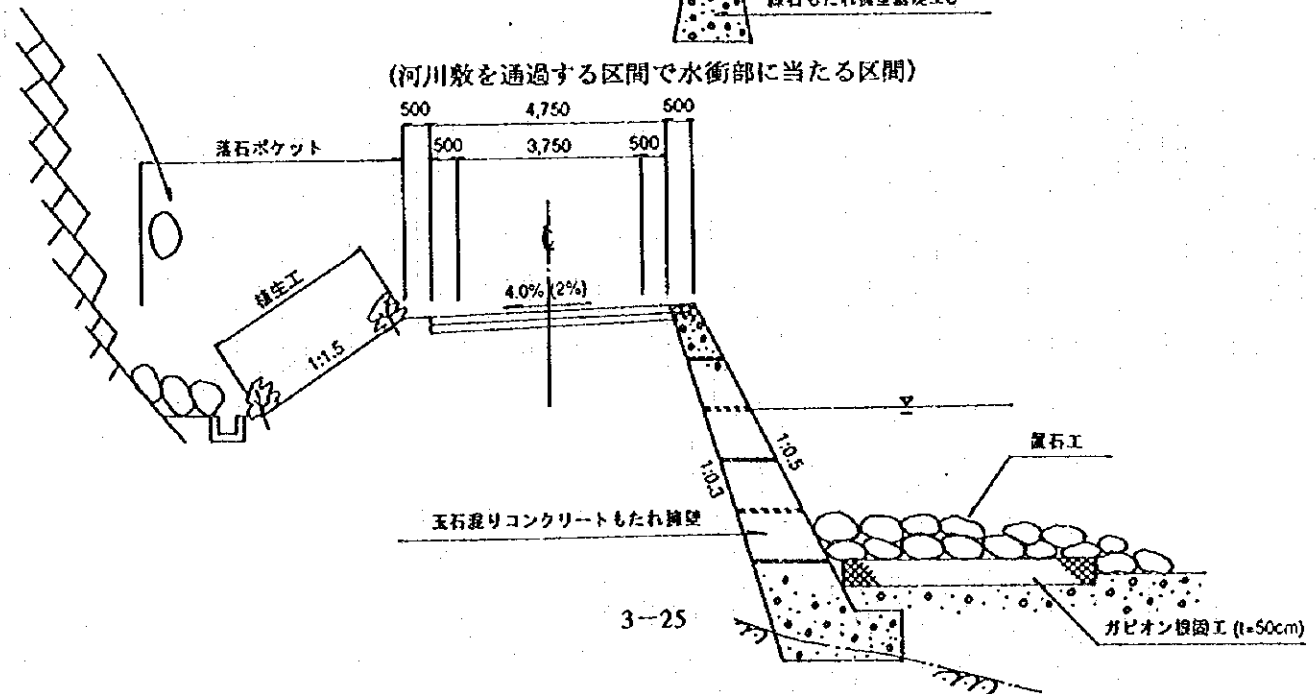 (河川敷を通過する区間で水衝部に当たる区間)
500 4,750 500
落石ポケット
500 3,750 500
植生工
1:1.5
4.0% (2%)
1:0.3
1:0.5
置石工
玉石混りコンクリートもたれ擁壁
3-25
ガビオン根固工 (t=50cm)